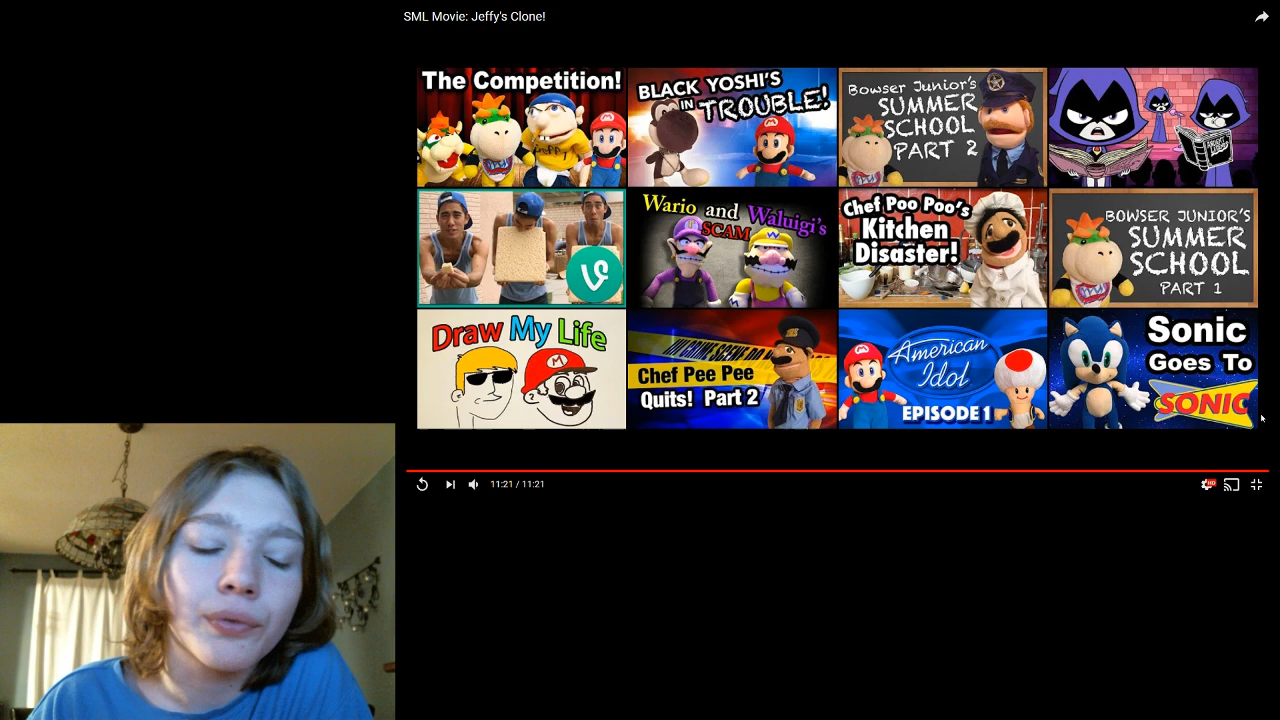 SML Movie: Jeffy's Clone!
The Competition!
BLACK YOSHI'S
IN TROUBLE!
BOWSER JUNIOR'S
SUMMER
SCHOOL
PART 2
Wario and Waluigi's
SCAM
Chef Poo Poo's
Kitchen
Disaster!
BOWSER JUNIOR'S
SUMMER
SCHOOL
PART 1
Draw My Life
Chef Pee Pee
Quits! Part 2
American
Idol
EPISODE 1
Sonic
Goes To
SONIC
11:21 / 11:21
HD